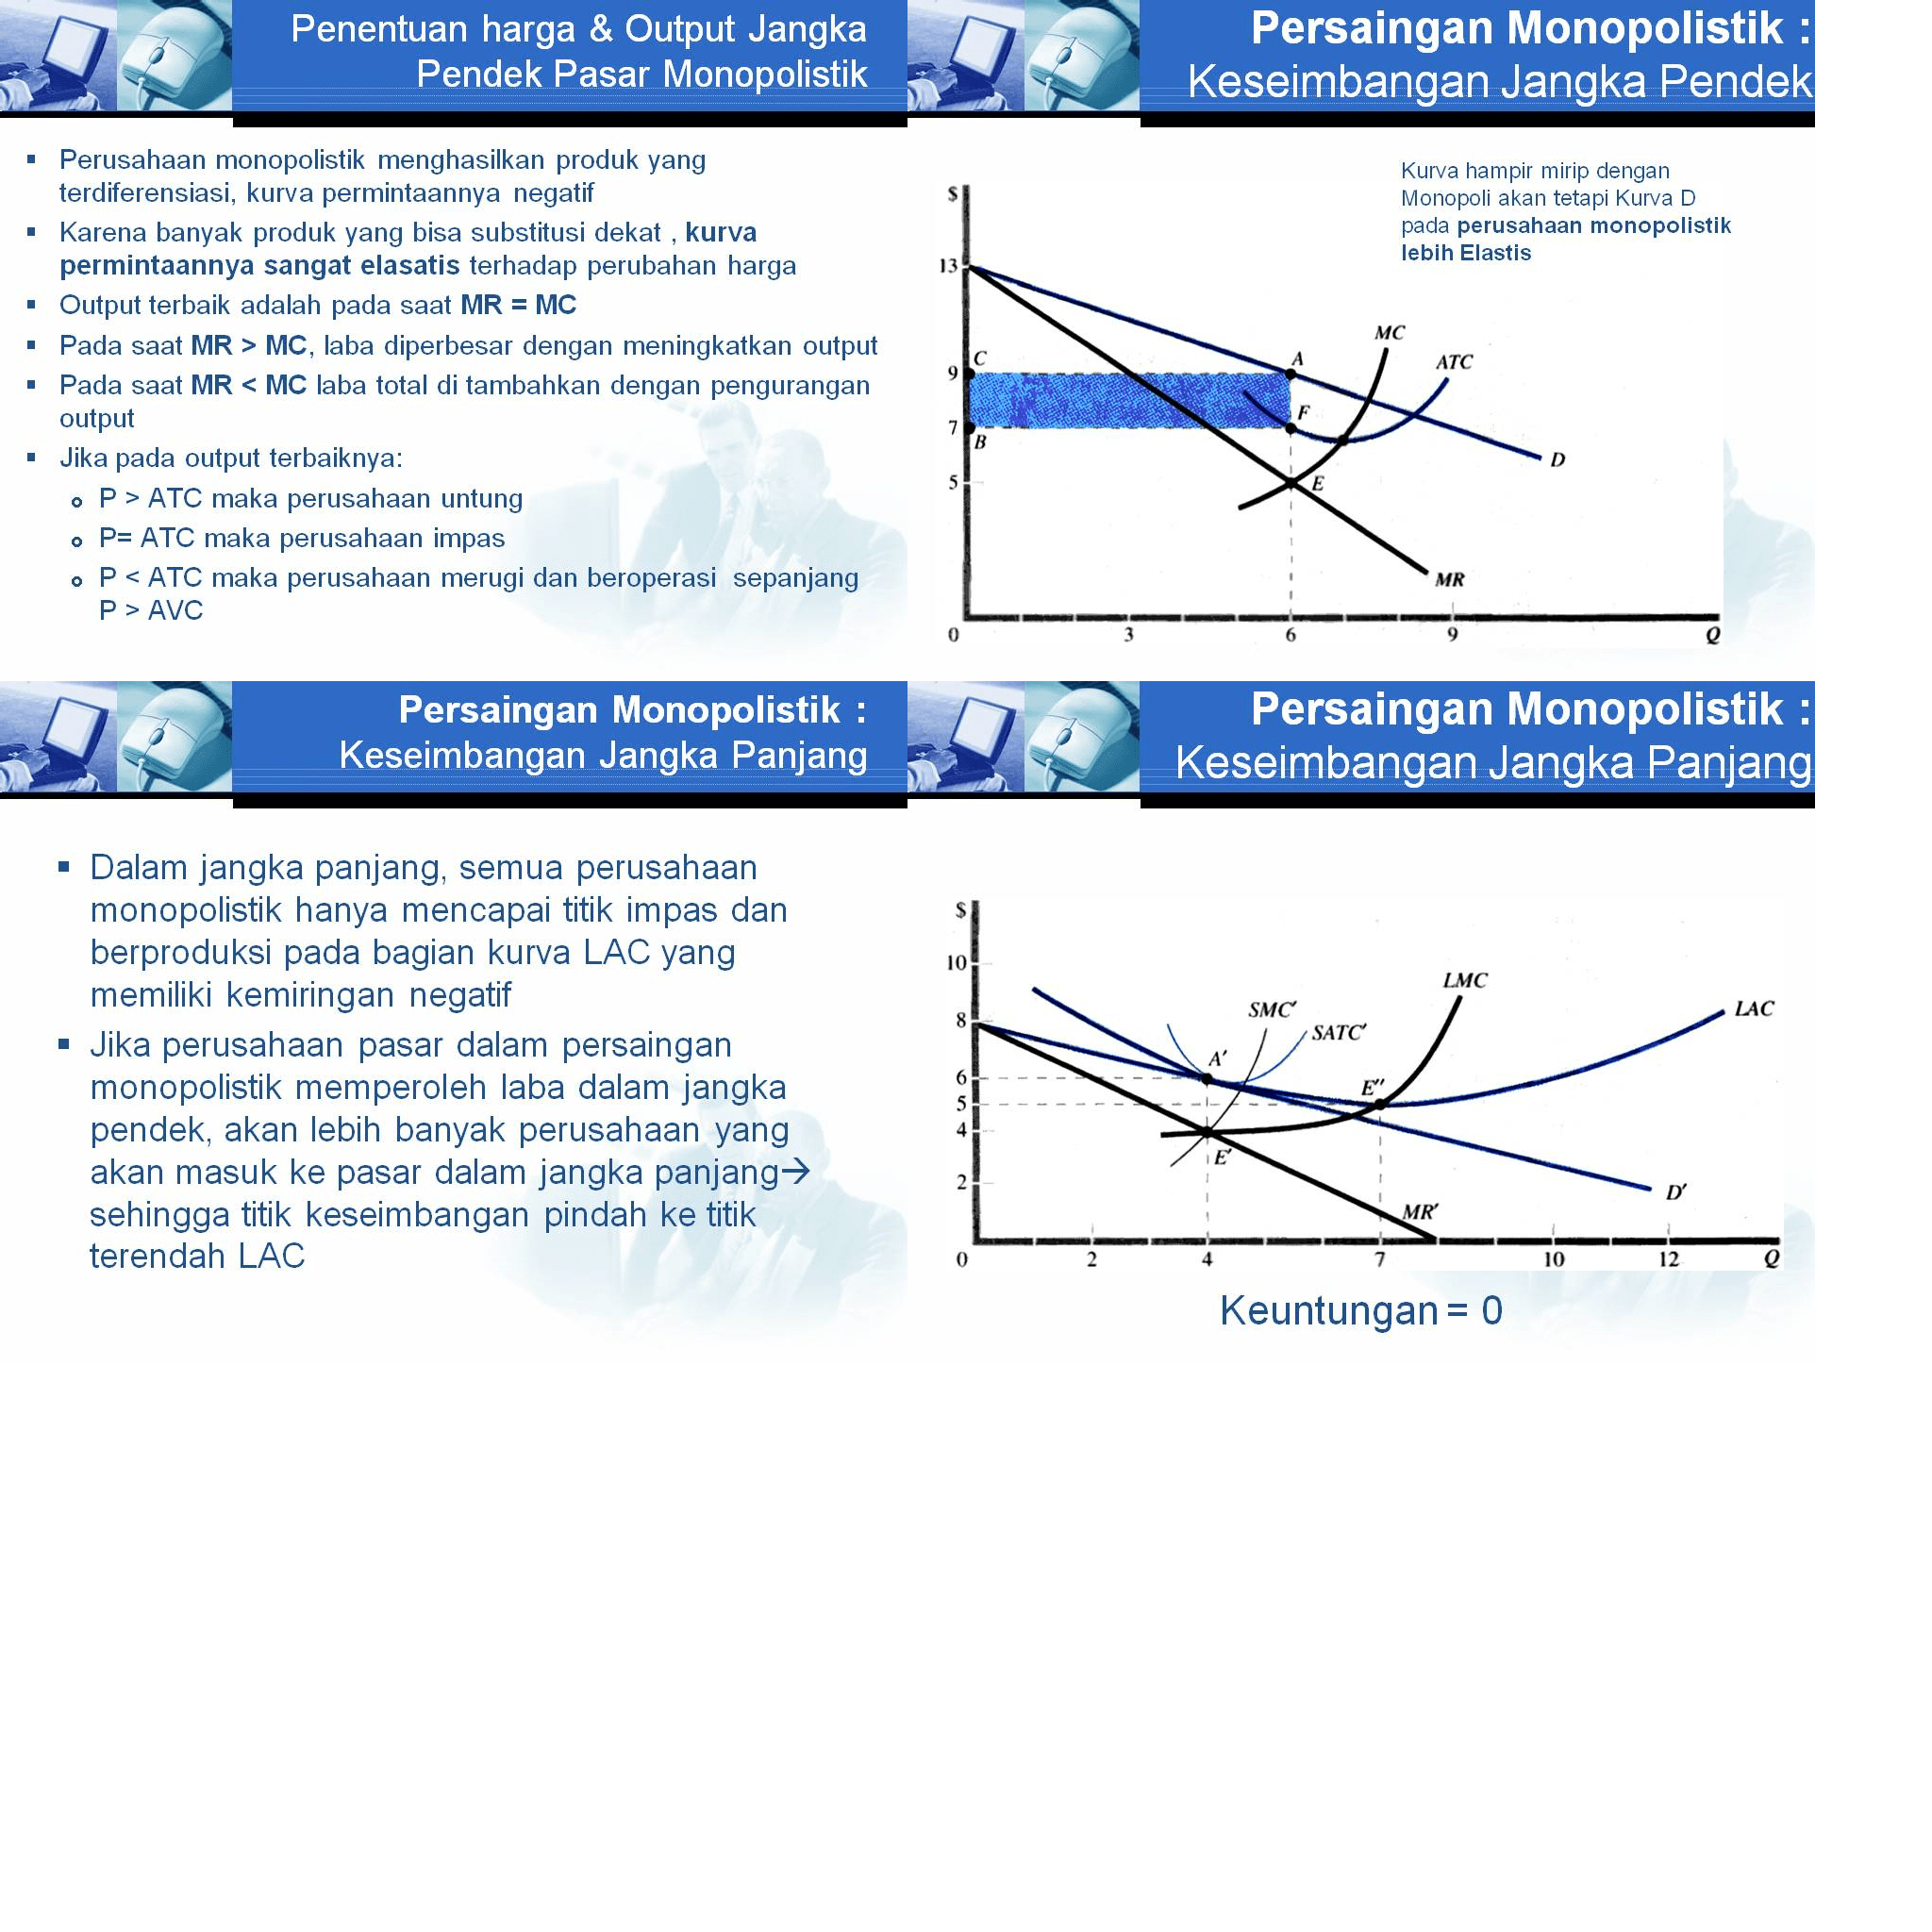 Penentuan harga & Output Jangka
Pendek Pasar Monopolistik
Perusahaan monopolistik menghasilkan produk yang
terdiferensiasi, kurva permintaannya negatif
Karena banyak produk yang bisa substitusi dekat , kurva
permintaannya sangat elasatis terhadap perubahan harga
Output terbaik adalah pada saat MR = MC
Pada saat MR > MC, laba diperbesar dengan meningkatkan output
Pada saat MR < MC laba total di tambahkan dengan pengurangan
output
Jika pada output terbaiknya:
P > ATC maka perusahaan untung
P= ATC maka perusahaan impas
P < ATC maka perusahaan merugi dan beroperasi sepanjang
P > AVC
Persaingan Monopolistik :
Keseimbangan Jangka Pendek
Kurva hampir mirip dengan
Monopoli akan tetapi Kurva D
pada perusahaan monopolistik
lebih Elastis
$
13
MC
C
A
ATC
9
F
7
B
D
5
E
MR
0
3
6
9
Q
Persaingan Monopolistik :
Keseimbangan Jangka Panjang
Dalam jangka panjang, semua perusahaan
monopolistik hanya mencapai titik impas dan
berproduksi pada bagian kurva LAC yang
memiliki kemiringan negatif
Jika perusahaan pasar dalam persaingan
monopolistik memperoleh laba dalam jangka
pendek, akan lebih banyak perusahaan yang
akan masuk ke pasar dalam jangka panjang→
sehingga titik keseimbangan pindah ke titik
terendah LAC
Persaingan Monopolistik :
Keseimbangan Jangka Panjang
$
10
LMC
SMC'
LAC
8
SATC'
A'
6
E''
5
4
E'
2
D'
MR'
0
2
4
7
10
12
Q
Keuntungan = 0